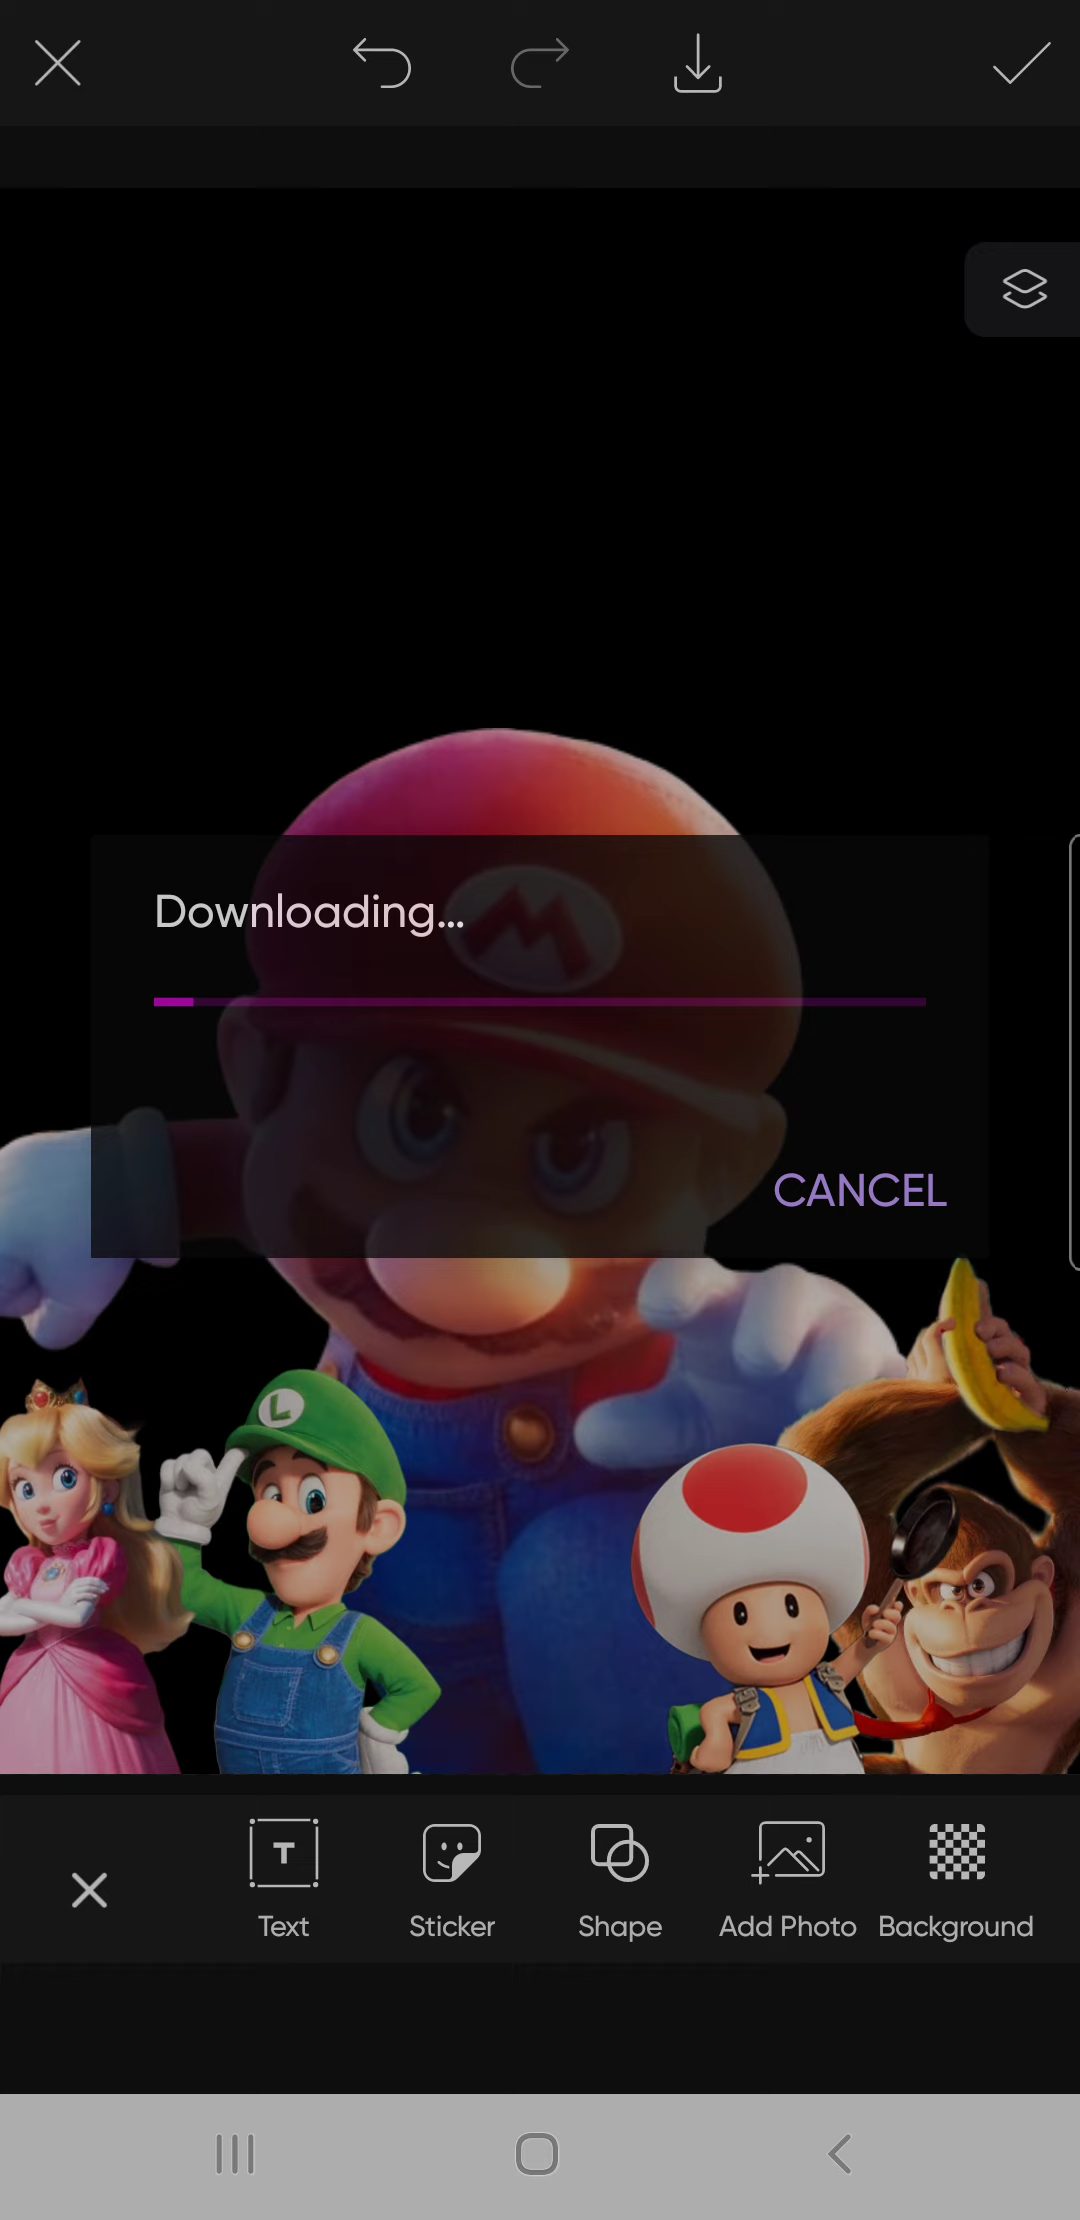 M
Downloading...
CANCEL
L
T
Text
Sticker
Shape
Add Photo
Background